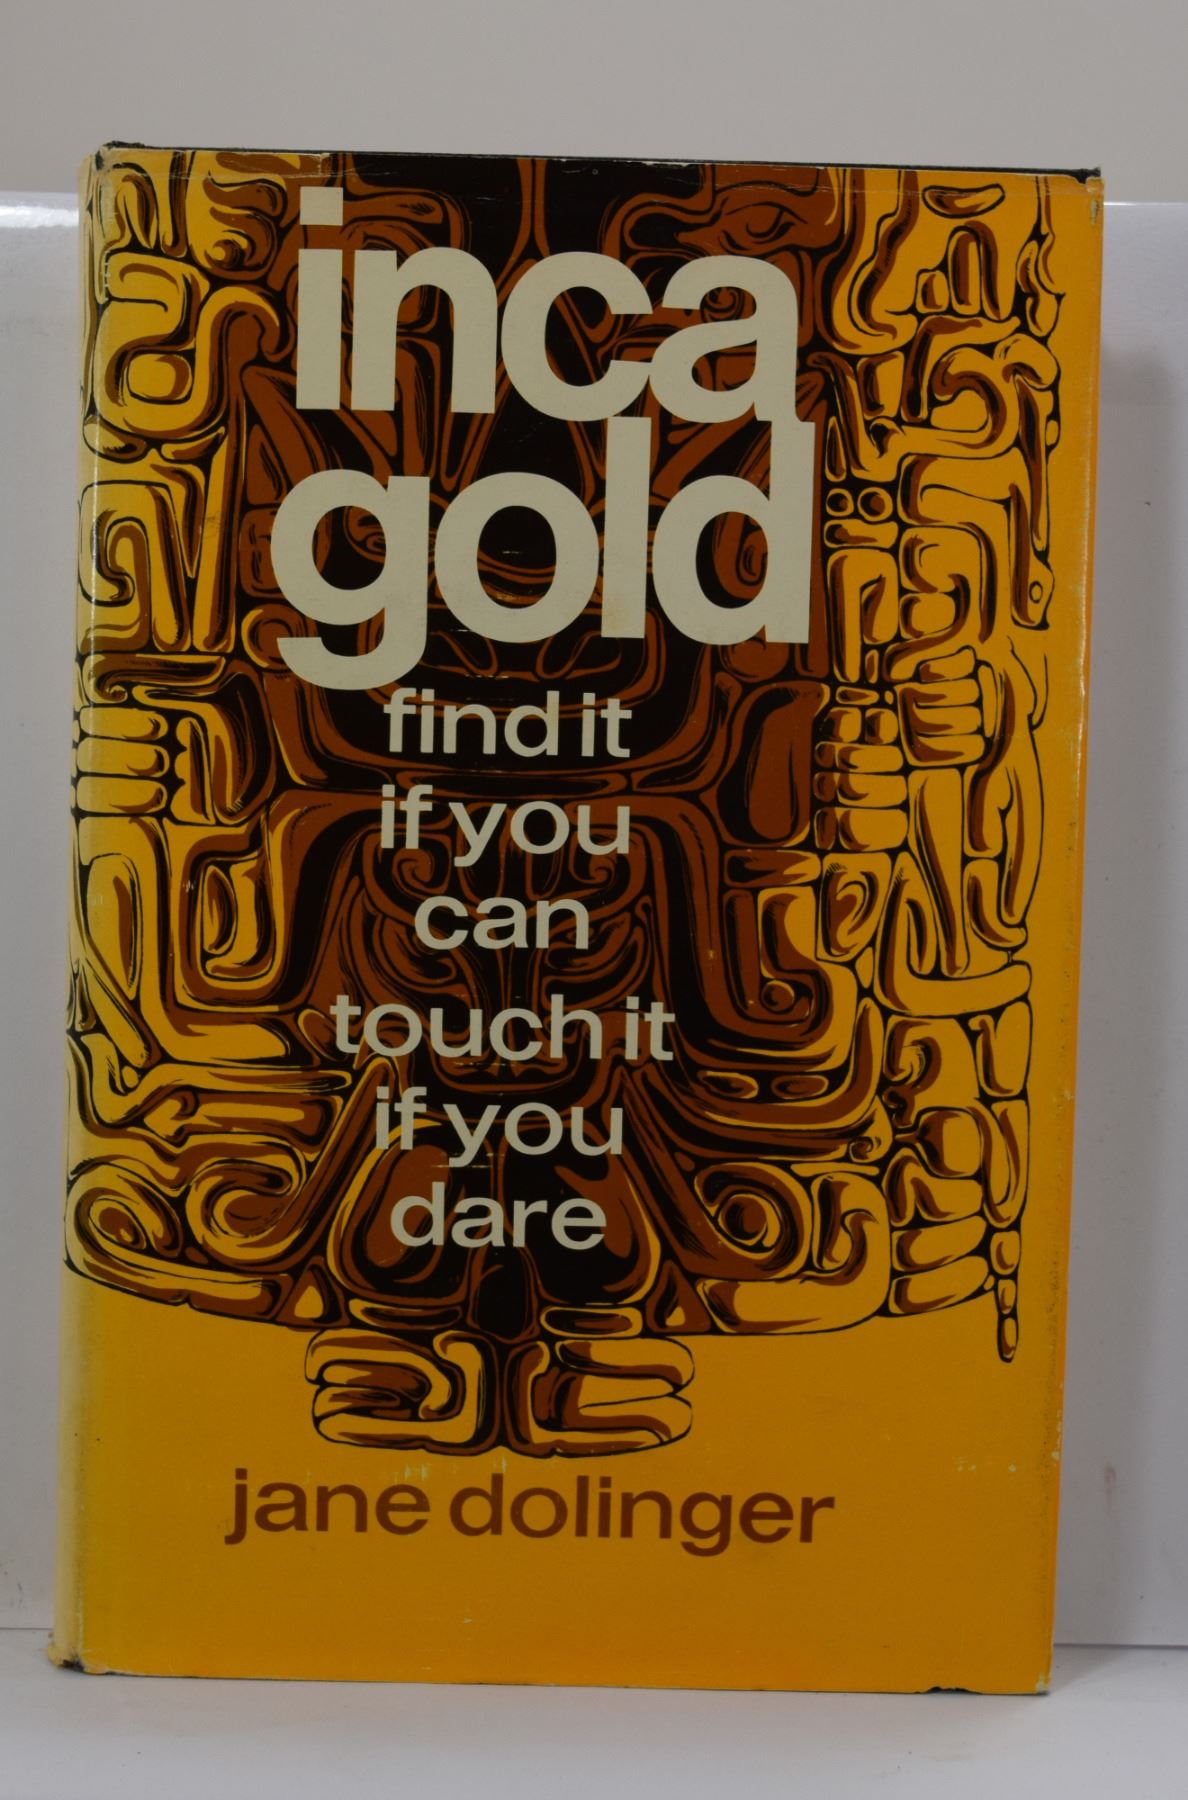 inca
gold
find it
if you
can
touch it
if you
dare
jane dolinger